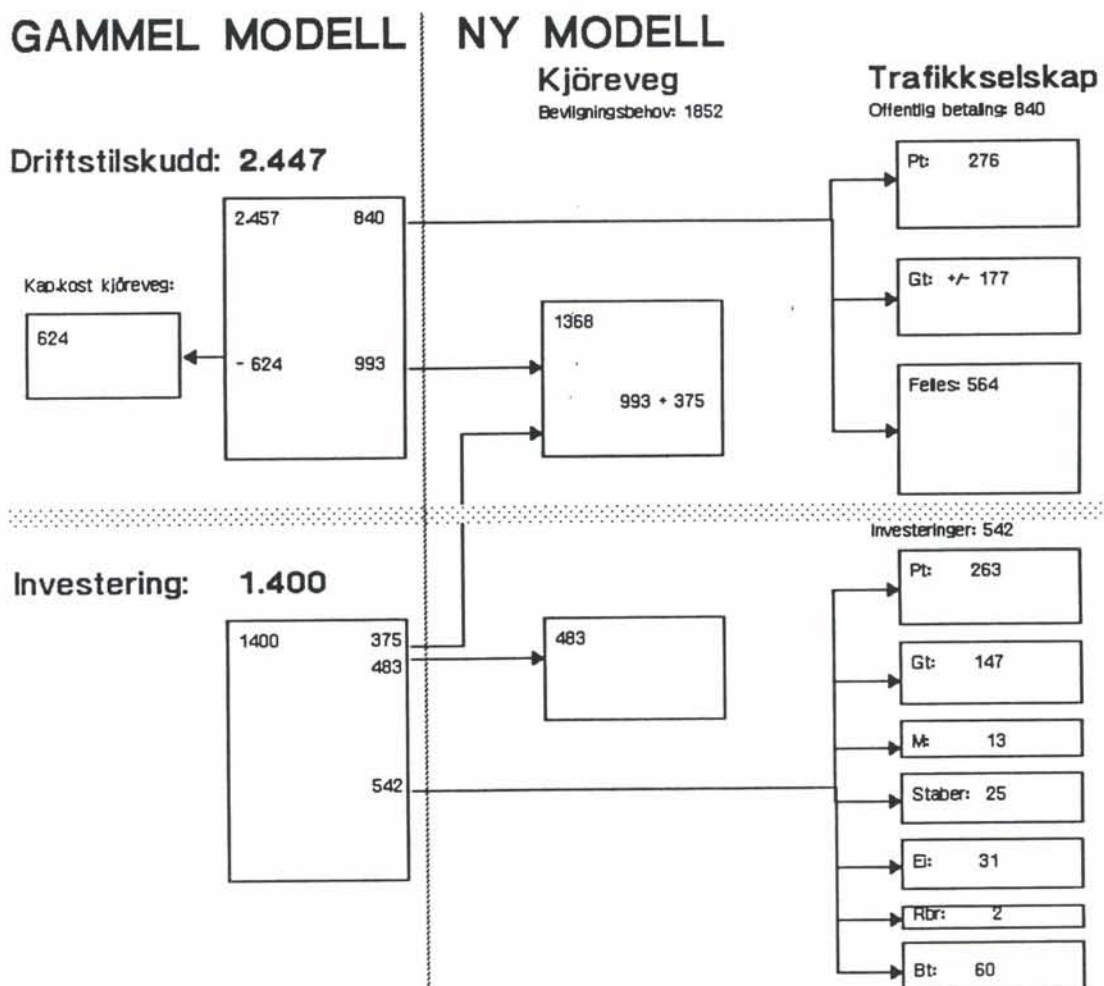 GAMMEL MODELL
NY MODELL
Kjöreveg
Bevilgningsbehov: 1852
Trafikkselskap
Offentlig betaling: 840
Driftstilskudd: 2.447
2.457 840
- 624 993
Kap.kost kjöreveg:
624
1368
993 + 375
Pt: 276
Gt: +/- 177
Felles: 564
Investering: 1.400
1400 375
483
542
483
Investeringer: 542
Pt: 263
Gt: 147
M: 13
Staber: 25
Ei: 31
Rbr: 2
Bt: 60